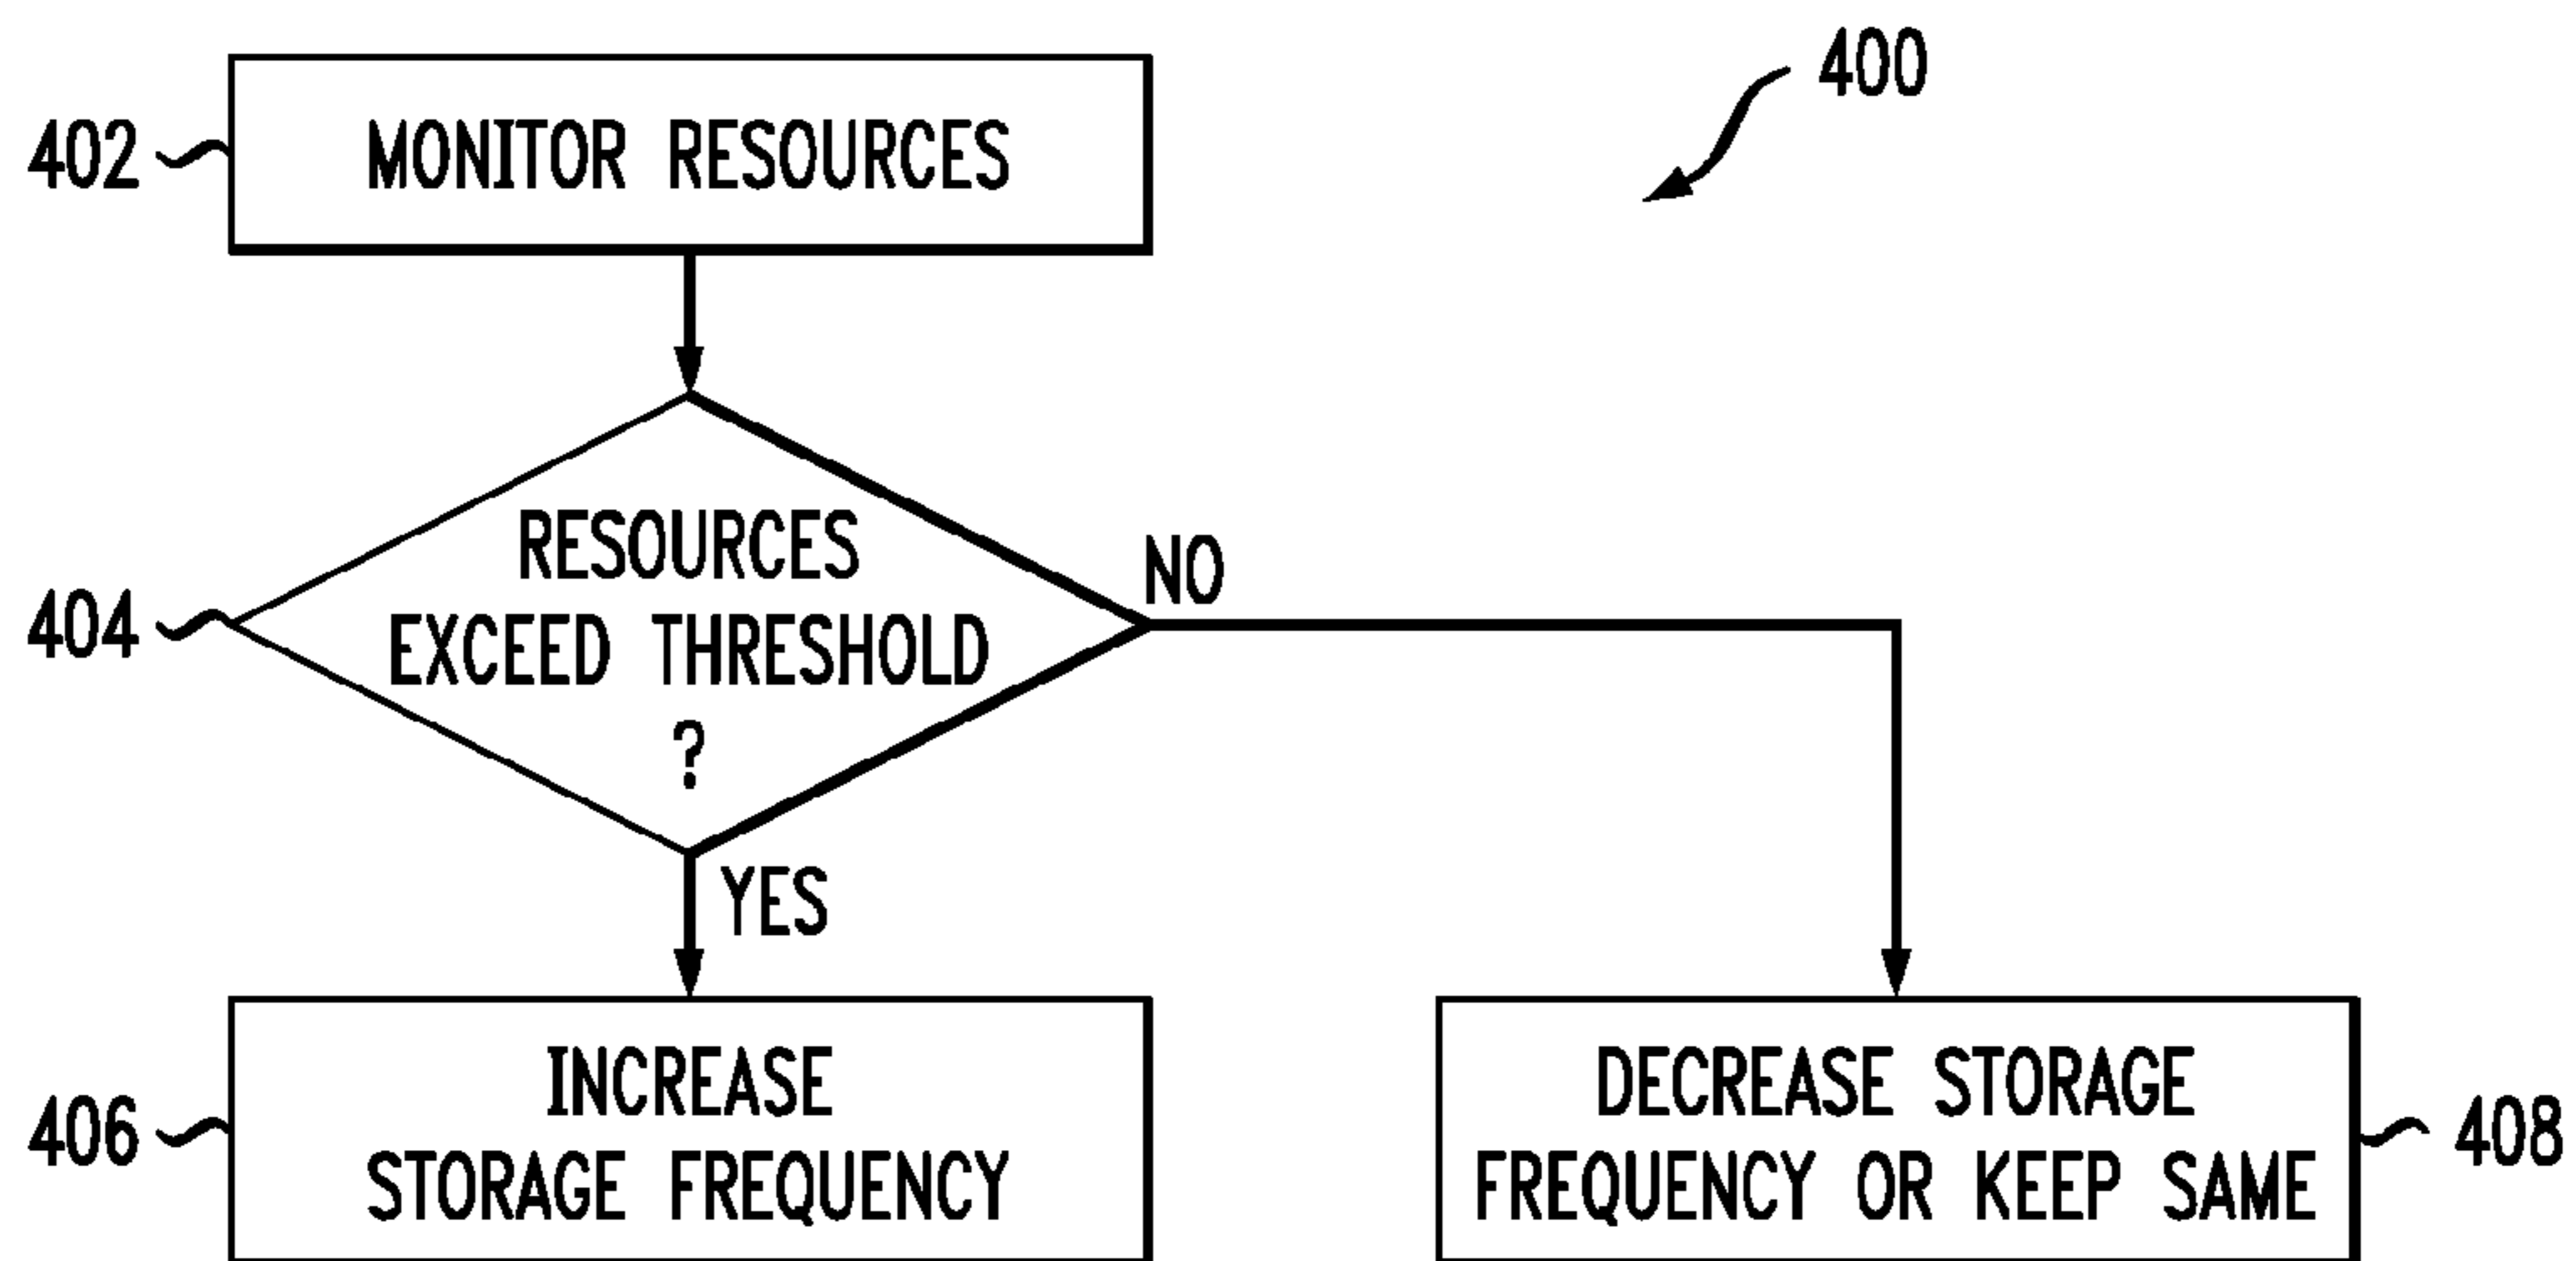 400
402
MONITOR RESOURCES
404
RESOURCES
EXCEED THRESHOLD
?
NO
YES
406
INCREASE
STORAGE FREQUENCY
DECREASE STORAGE
FREQUENCY OR KEEP SAME
408